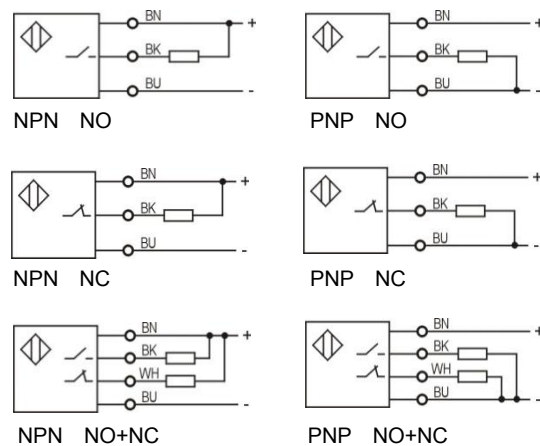 BN +
BK
BU -
NPN NO
BN +
BK
BU -
PNP NO
BN +
BK
BU -
NPN NC
BN +
BK
BU -
PNP NC
BN +
BK
WH
BU -
NPN NO+NC
BN +
BK
WH
BU -
PNP NO+NC